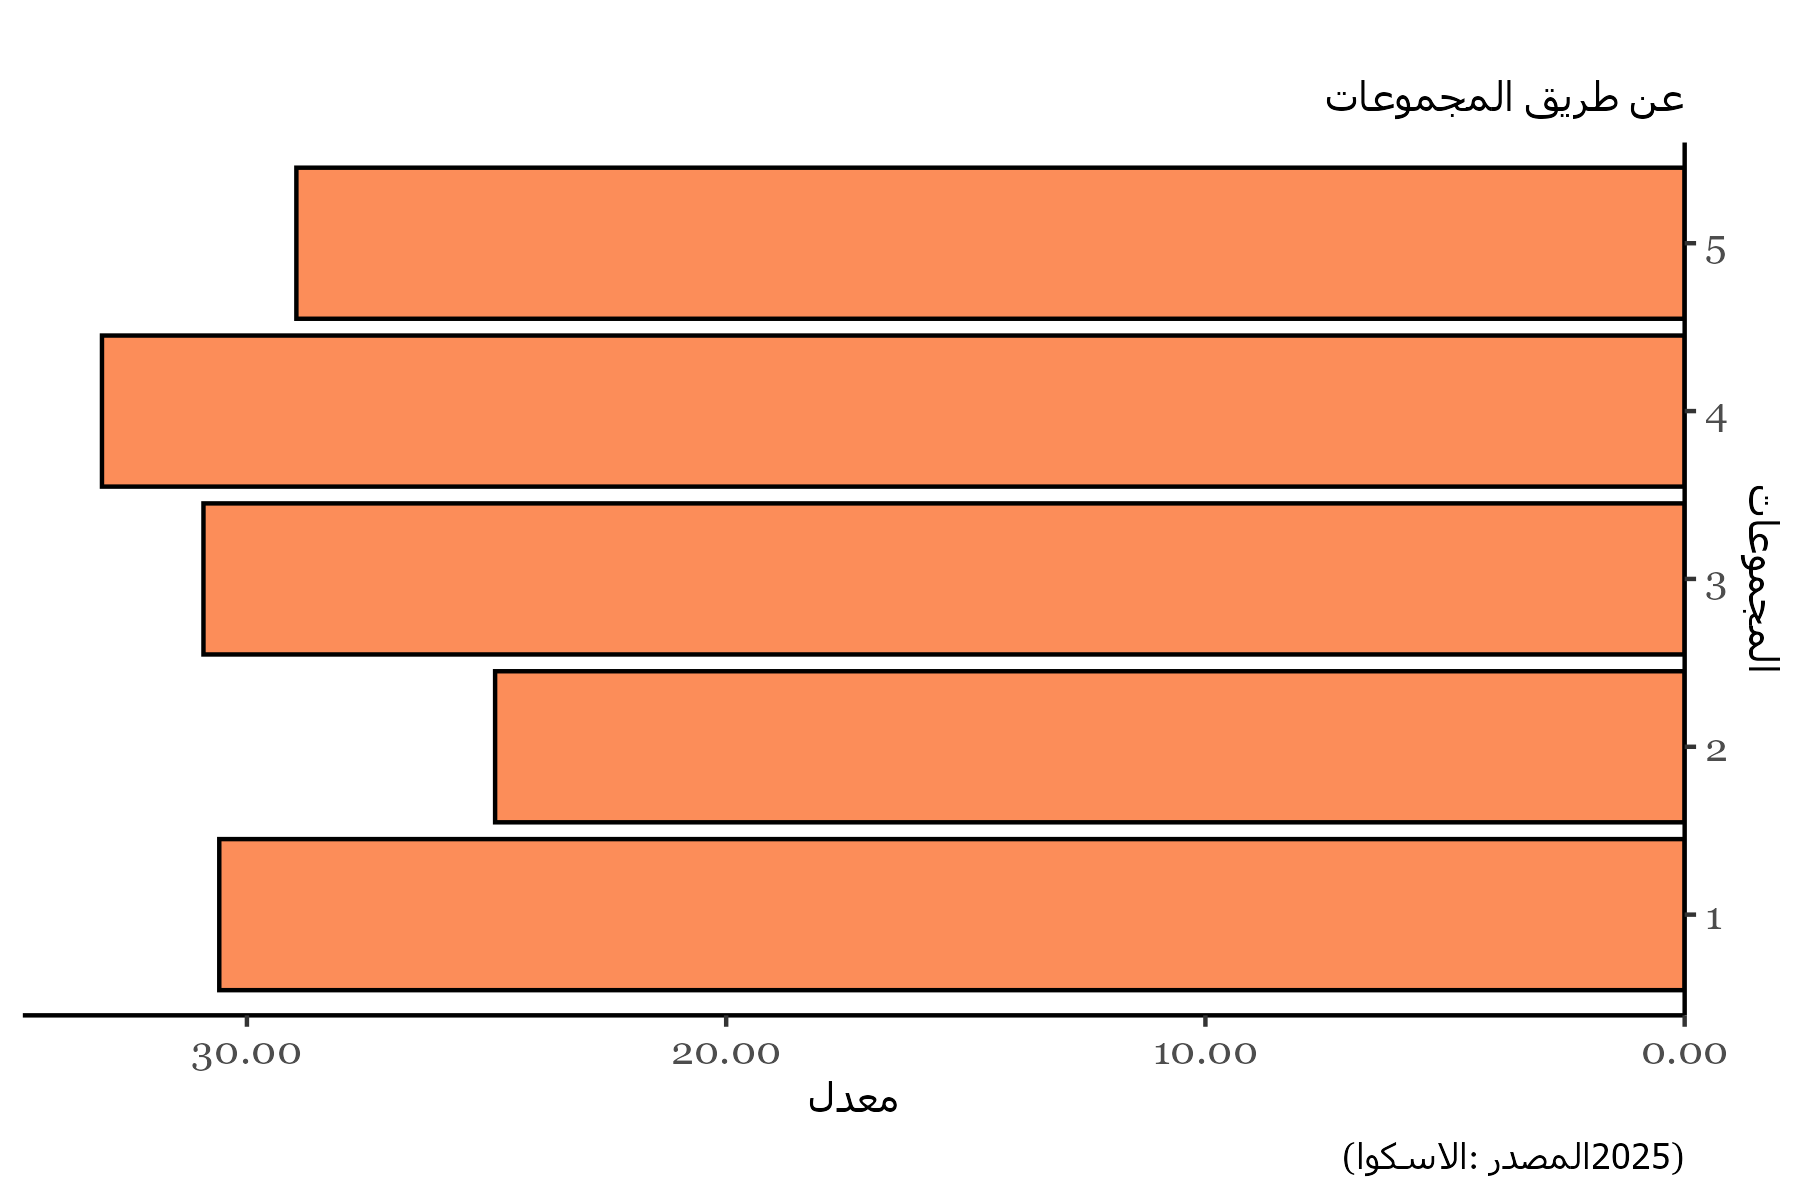 عن طريق المجموعات
5
4
3
2
1
المجموعات
30.00 20.00 10.00 0.00
معدل
(2025المصدر :الاسكوا)